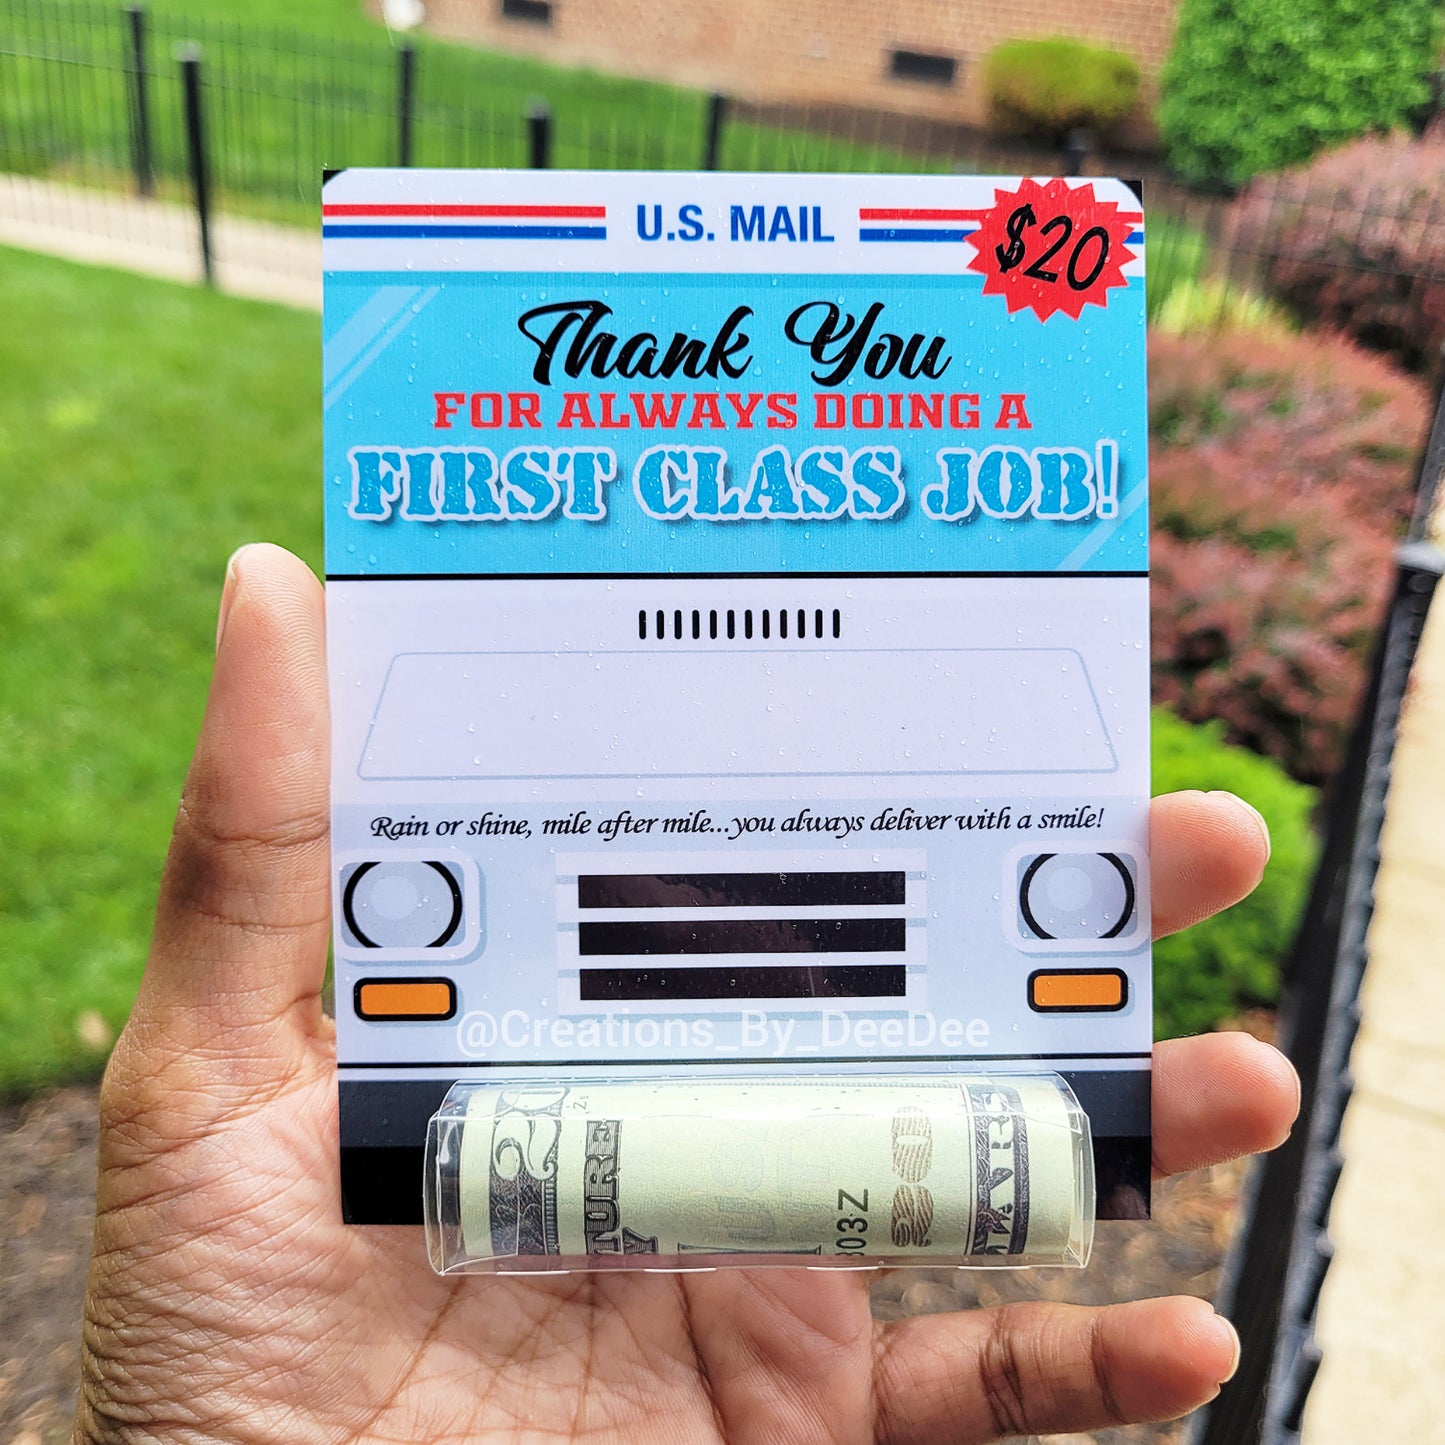 U.S. MAIL
$20
Thank You
FOR ALWAYS DOING A
FIRST CLASS JOB!
Rain or shine, mile after mile...you always deliver with a smile!
@Creations_By_DeeDee